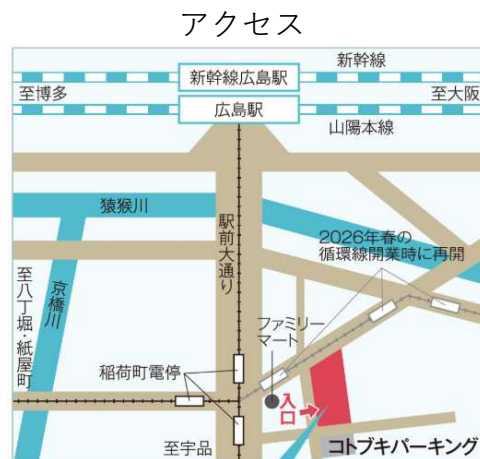 アクセス
新幹線
新幹線広島駅
至博多
至大阪
広島駅
山陽本線
猿猴川
駅前大通り
2026年春の
循環線開業時に再開
至八丁堀・紙屋町
京橋川
ファミリー
マート
稲荷町電停
入口
至宇品
コトブキパーキング